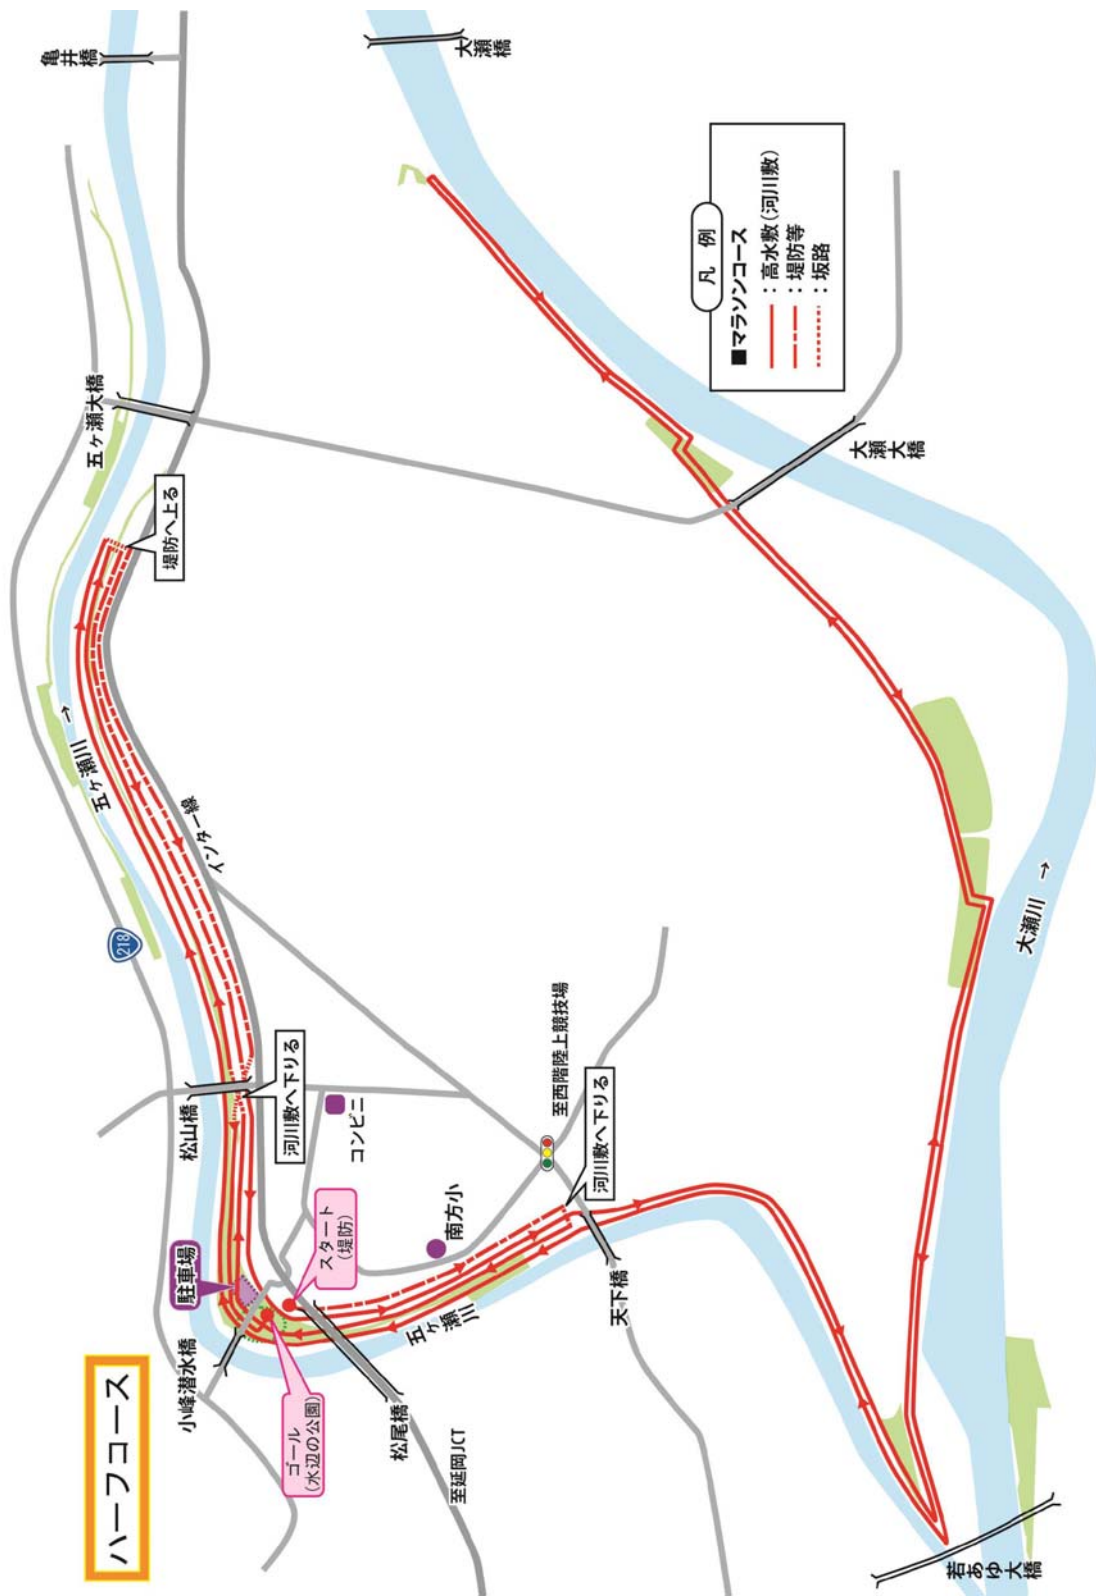 ハーフコース
亀井橋
五ヶ瀬大橋
堤防へ上る
五ヶ瀬川 →
インター線
218
松山橋
河川敷へ下りる
コンビニ
駐車場
小峰潜水橋
スタート
(堤防)
ゴール
(水辺の公園)
南方小
至西階陸上競技場
河川敷へ下りる
五ヶ瀬川
松尾橋
至延岡JCT
天下橋
大瀬橋
凡 例
■マラソンコース
:高水敷(河川敷)
:堤防等
:坂路
大瀬大橋
大瀬川 →
若あゆ大橋